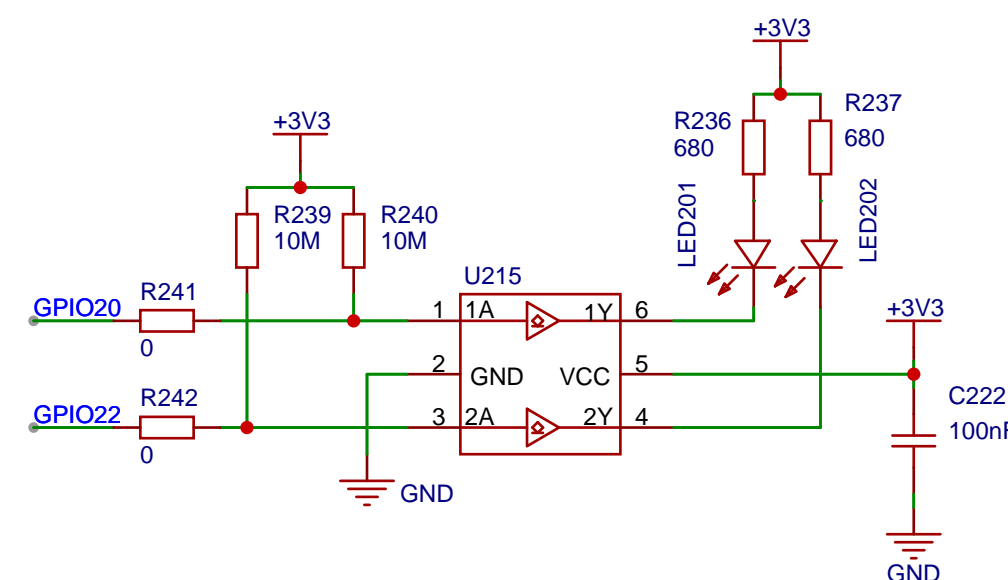 +3V3
R236
680
R237
680
LED201
LED202
+3V3
R239
10M
R240
10M
U215
GPIO20
R241
0
1
1A
1Y
6
2
GND
VCC
5
GPIO22
R242
0
3
2A
2Y
4
GND
+3V3
C222
100nF
GND